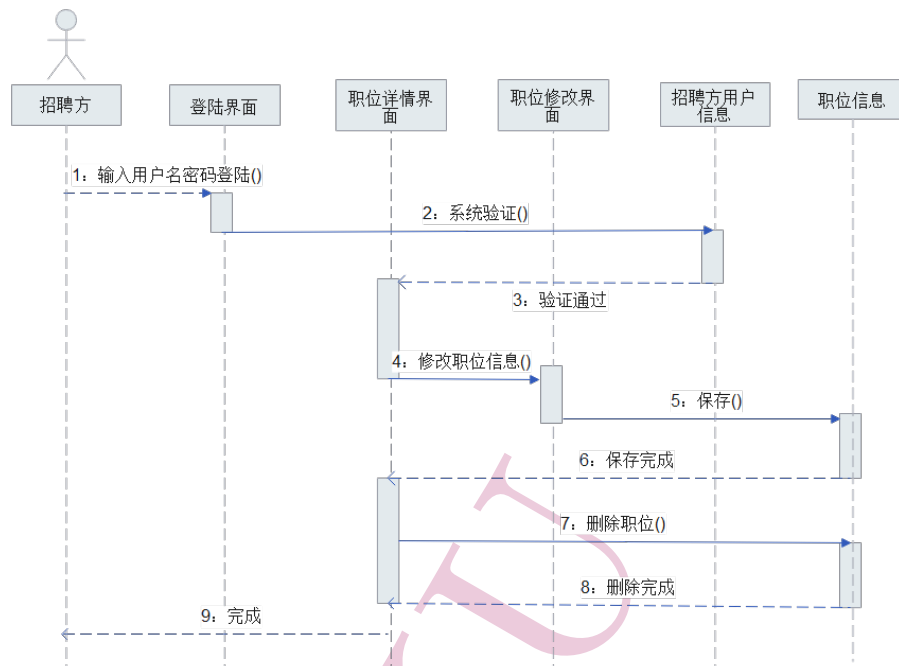 招聘方
登陆界面
职位详情界
面
职位修改界
面
招聘方用户
信息
职位信息
1：输入用户名密码登陆()
2：系统验证()
3：验证通过
4：修改职位信息()
5：保存()
6：保存完成
7：删除职位()
8：删除完成
9：完成
U